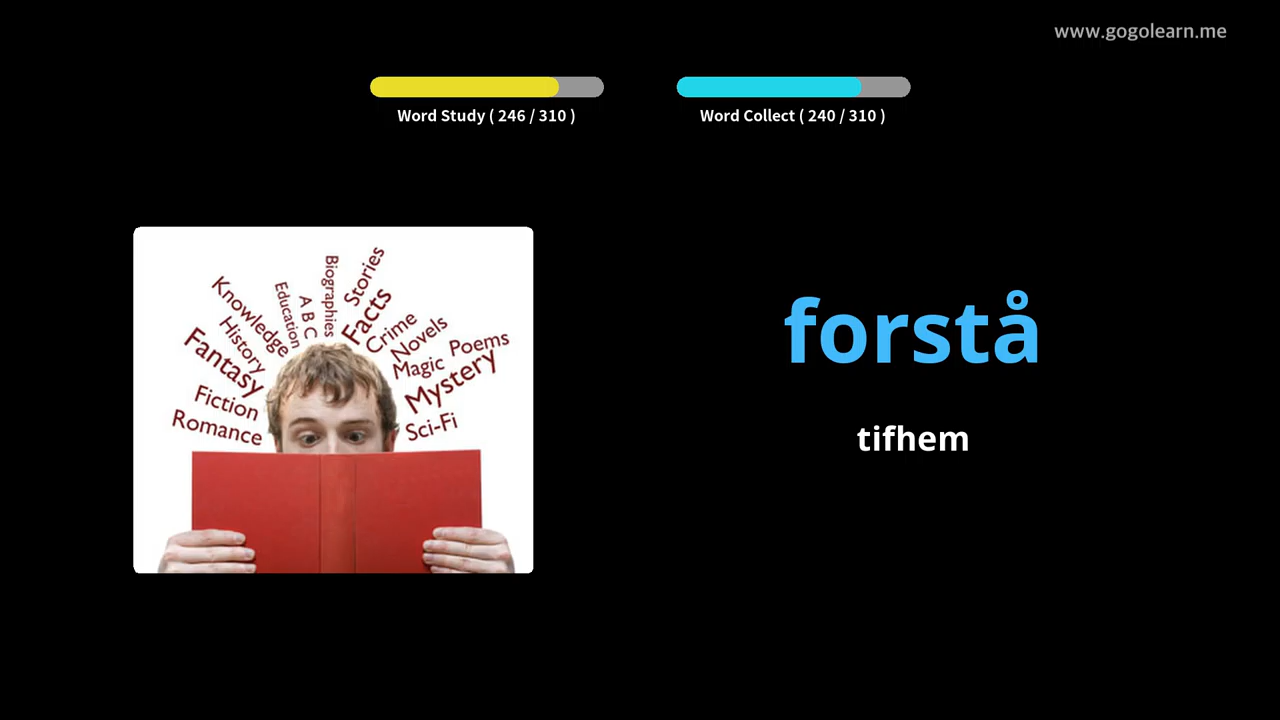 www.gogolearn.me
Word Study ( 246 / 310 )
Word Collect ( 240 / 310 )
Biographies
Stories
Knowledge
Education
A B C
Facts
Crime
History
Novels
Poems
Fantasy
Magic
Mystery
Fiction
Romance
Sci-Fi
forstå
tifhem